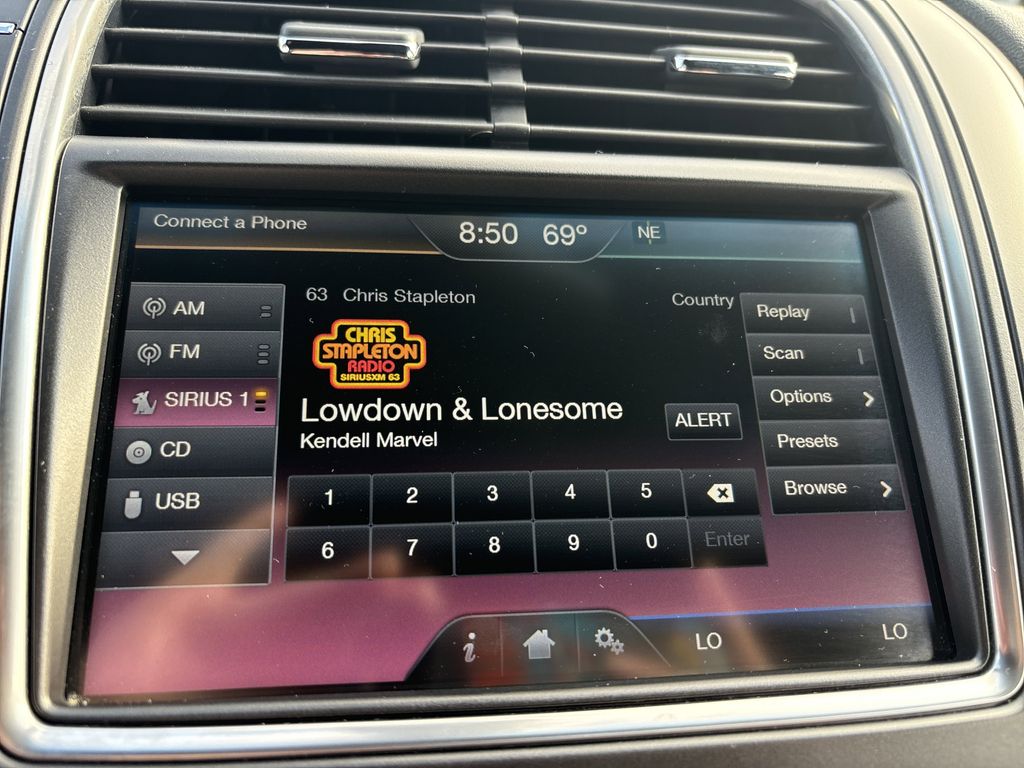 Connect a Phone
8:50 69° NE
AM
FM
SIRIUS 1
CD
USB
63 Chris Stapleton
Country
CHRIS
STAPLETON
RADIO
SIRIUSXM 63
Lowdown & Lonesome
Kendell Marvel
ALERT
1 2 3 4 5
6 7 8 9 0 Enter
Replay
Scan
Options
Presets
Browse
i
LO
LO